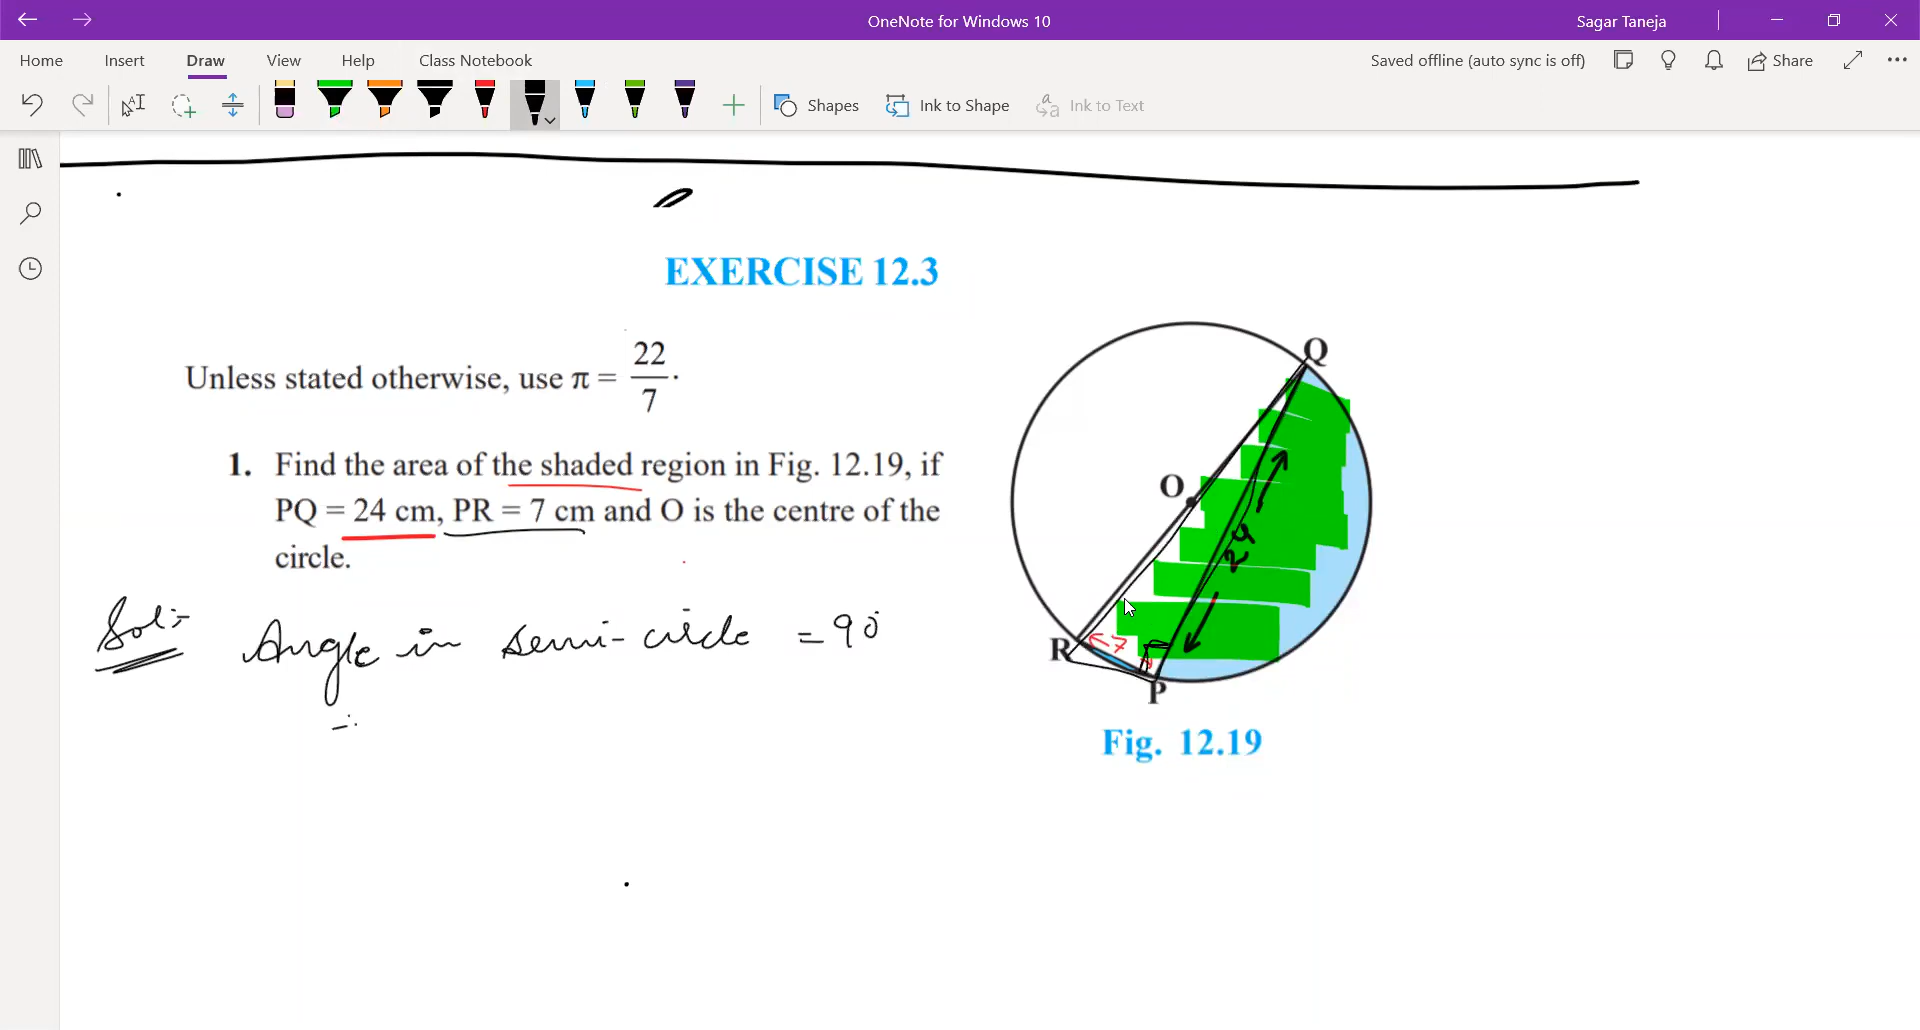 OneNote for Windows 10
Sagar Taneja
Home Insert Draw View Help Class Notebook
Saved offline (auto sync is off) Share
Shapes Ink to Shape Ink to Text
EXERCISE 12.3
Unless stated otherwise, use π = 22/7.
1. Find the area of the shaded region in Fig. 12.19, if
PQ = 24 cm, PR = 7 cm and O is the centre of the
circle.
Sol:-
Angle in semi-circle = 90°
∴
Q
O
24
R
7
P
Fig. 12.19